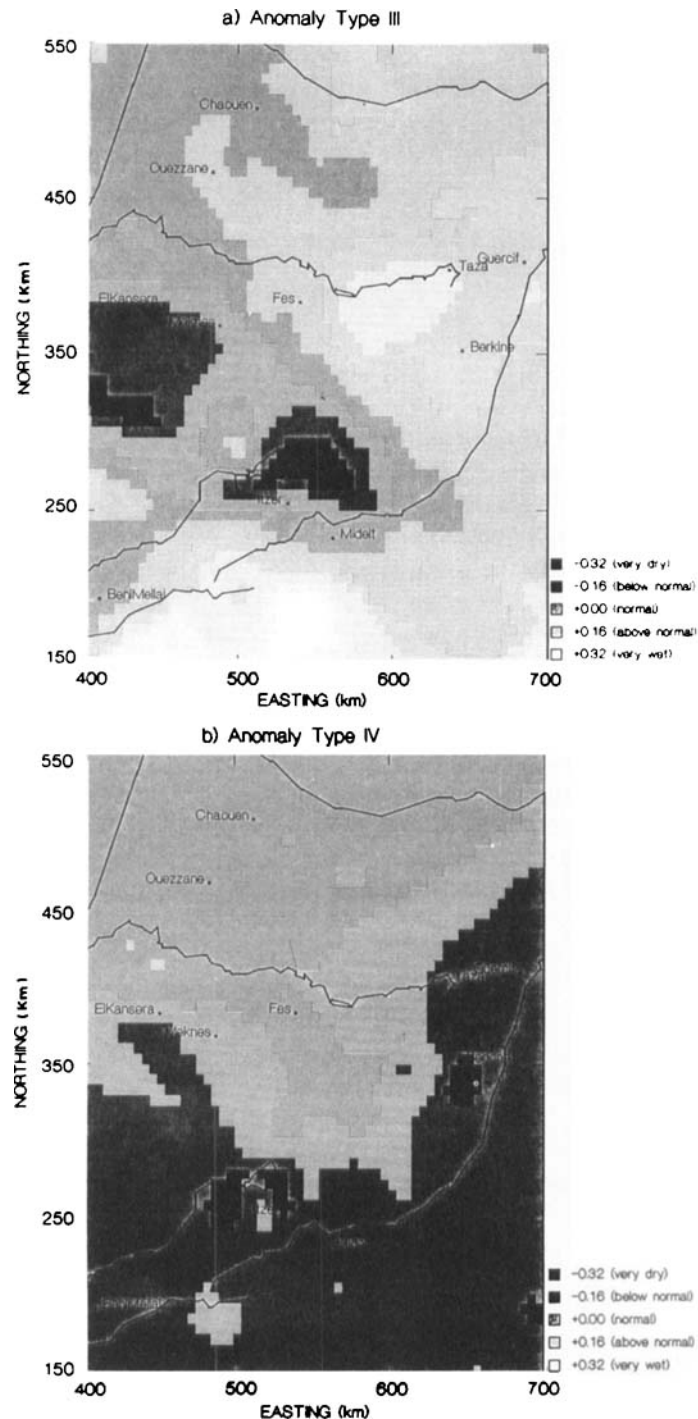 a) Anomaly Type III
550
450
350
250
150
NORTHING (Km)
Chaouen
Ouezzane
Guercif
Taza
ElKansera
Fes
Berkine
Itzer
Midelt
BeniMellal
400 500 600 700
EASTING (km)
-0.32 (very dry)
-0.16 (below normal)
+0.00 (normal)
+0.16 (above normal)
+0.32 (very wet)
b) Anomaly Type IV
550
450
350
250
150
NORTHING (Km)
Chaouen
Ouezzane
ElKansera
Fes
Meknes
400 500 600 700
EASTING (km)
-0.32 (very dry)
-0.16 (below normal)
+0.00 (normal)
+0.16 (above normal)
+0.32 (very wet)